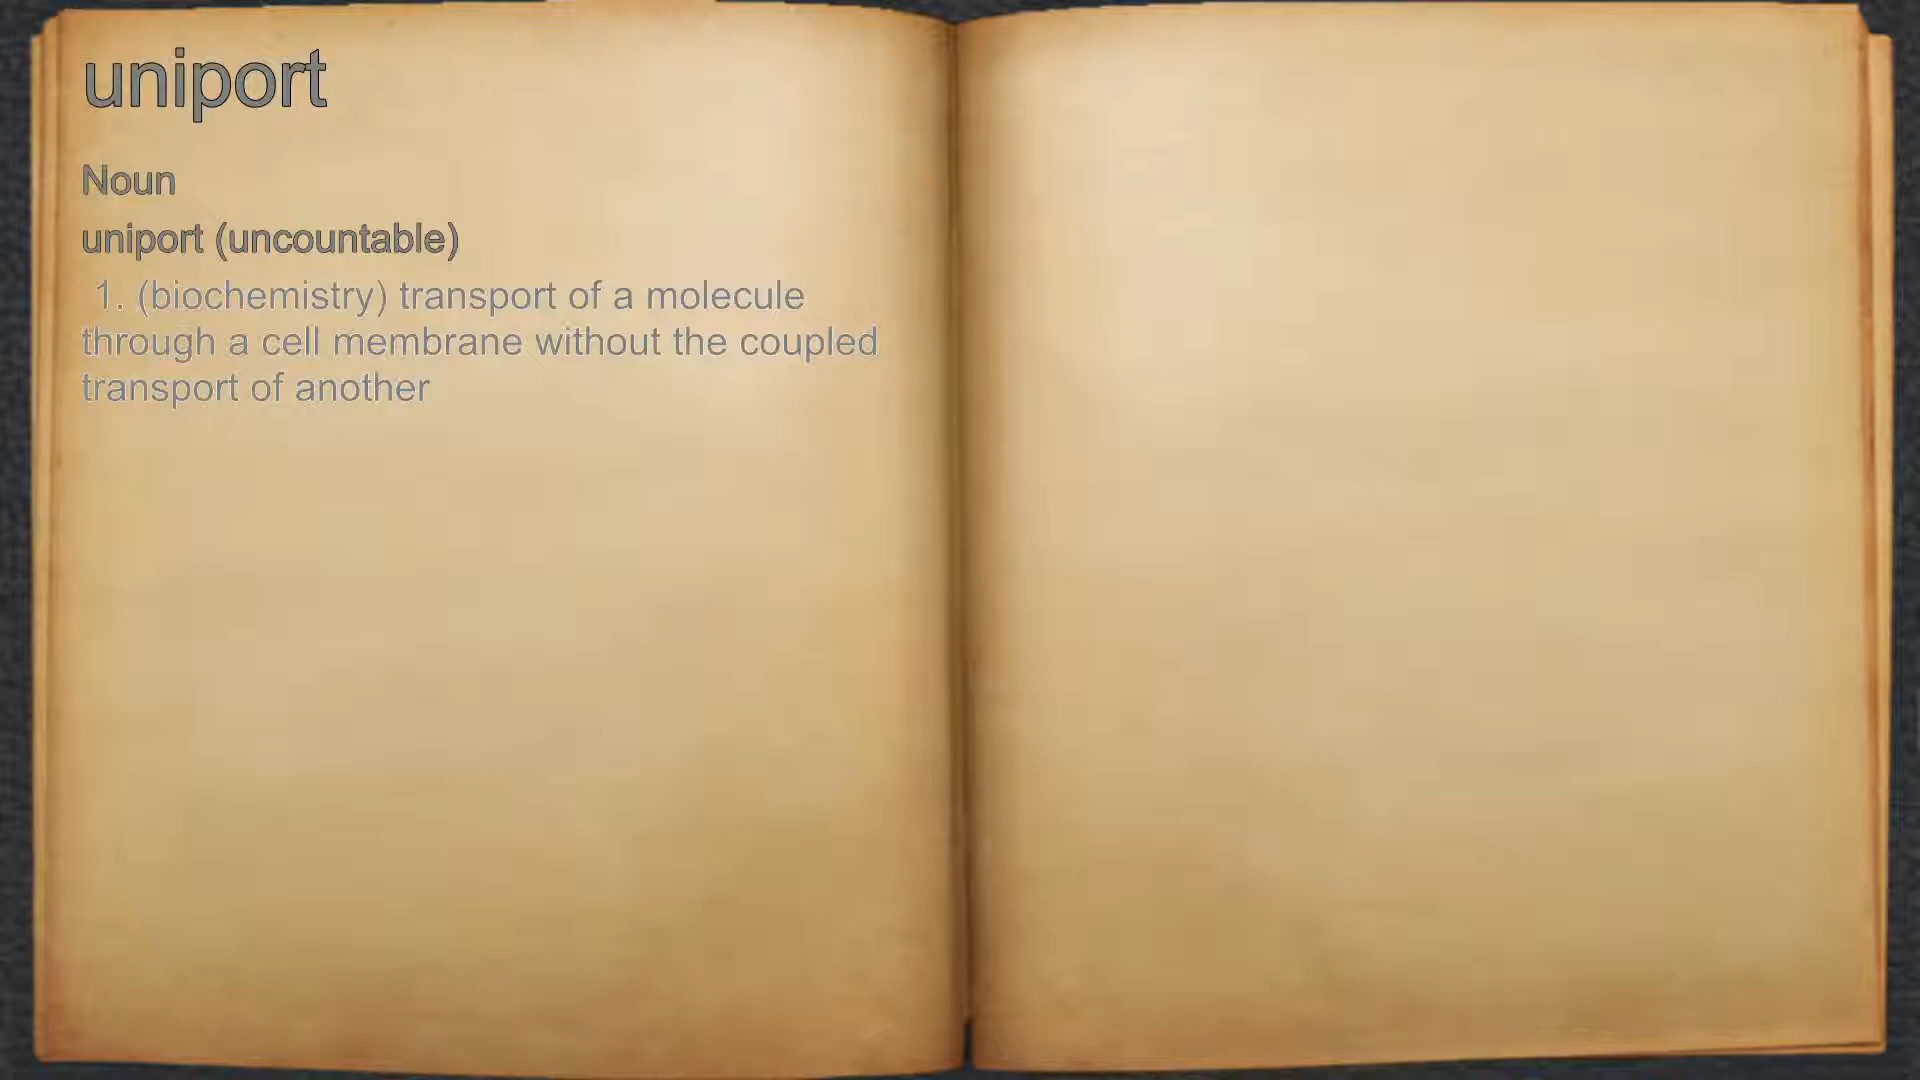 uniport
Noun
uniport (uncountable)
1. (biochemistry) transport of a molecule
through a cell membrane without the coupled
transport of another